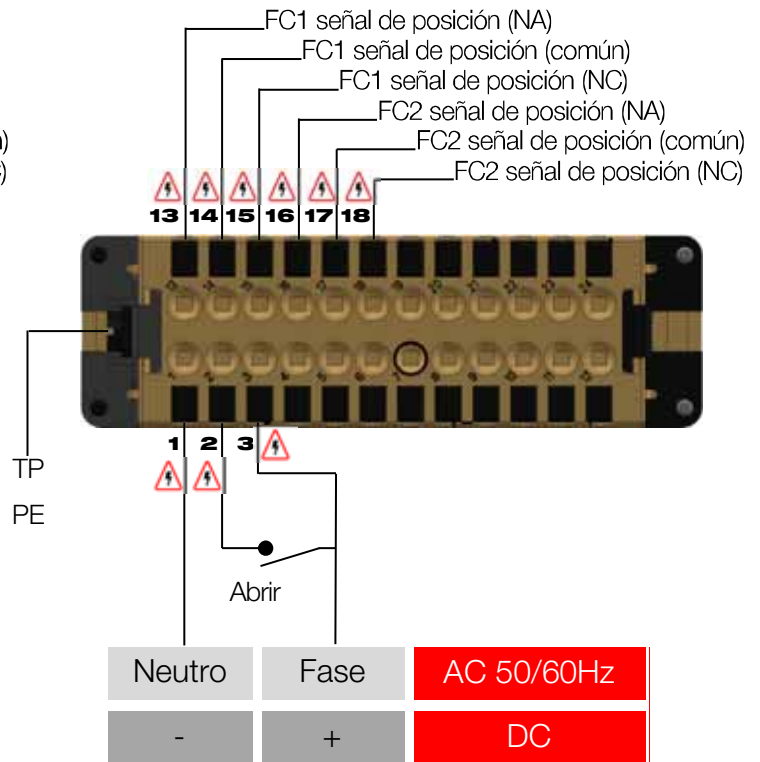 FC1 señal de posición (NA)
FC1 señal de posición (común)
FC1 señal de posición (NC)
FC2 señal de posición (NA)
FC2 señal de posición (común)
FC2 señal de posición (NC)
13 14 15 16 17 18
1 2 3
TP
PE
Abrir
Neutro Fase AC 50/60Hz
- + DC